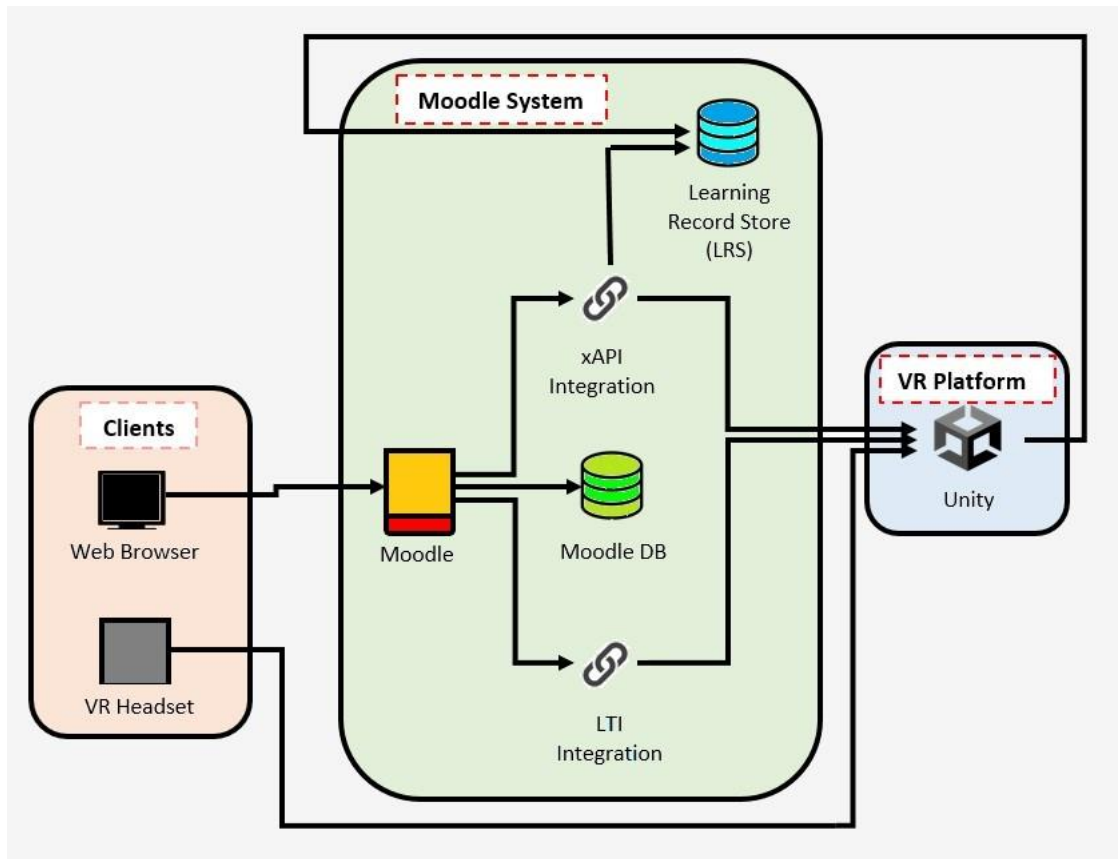 Moodle System
Learning
Record Store
(LRS)
xAPI
Integration
VR Platform
Unity
Clients
Web Browser
VR Headset
Moodle
Moodle DB
LTI
Integration